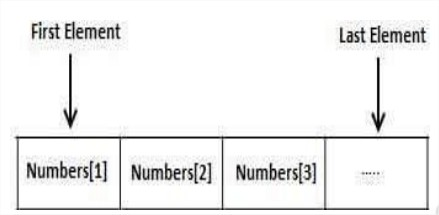 First Element
Last Element
Numbers[1] Numbers[2] Numbers[3] .....